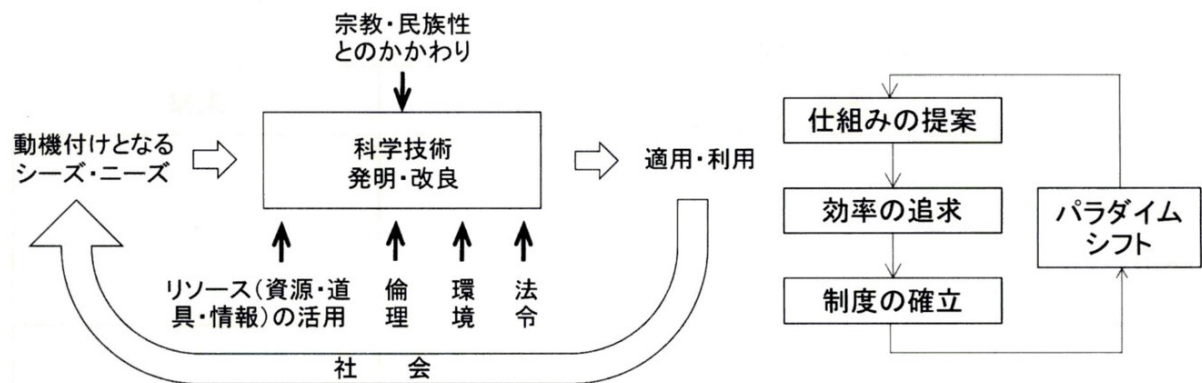 宗教・民族性
とのかかわり
動機付けとなる
シーズ・ニーズ
科学技術
発明・改良
適用・利用
リソース(資源・道
具・情報)の活用
倫理
環境
法令
社会
仕組みの提案
効率の追求
制度の確立
パラダイム
シフト